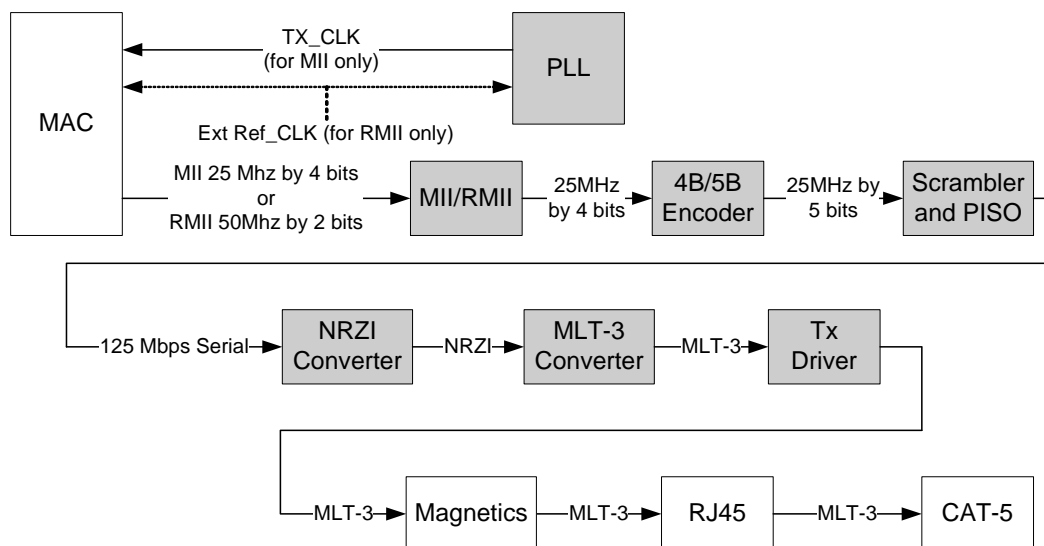 TX_CLK
(for MII only)
PLL
MAC
Ext Ref_CLK (for RMII only)
MII 25 Mhz by 4 bits
or
RMII 50Mhz by 2 bits
MII/RMII
25MHz
by 4 bits
4B/5B
Encoder
25MHz by
5 bits
Scrambler
and PISO
125 Mbps Serial
NRZI
Converter
NRZI
MLT-3
Converter
MLT-3
Tx
Driver
MLT-3
Magnetics
MLT-3
RJ45
MLT-3
CAT-5